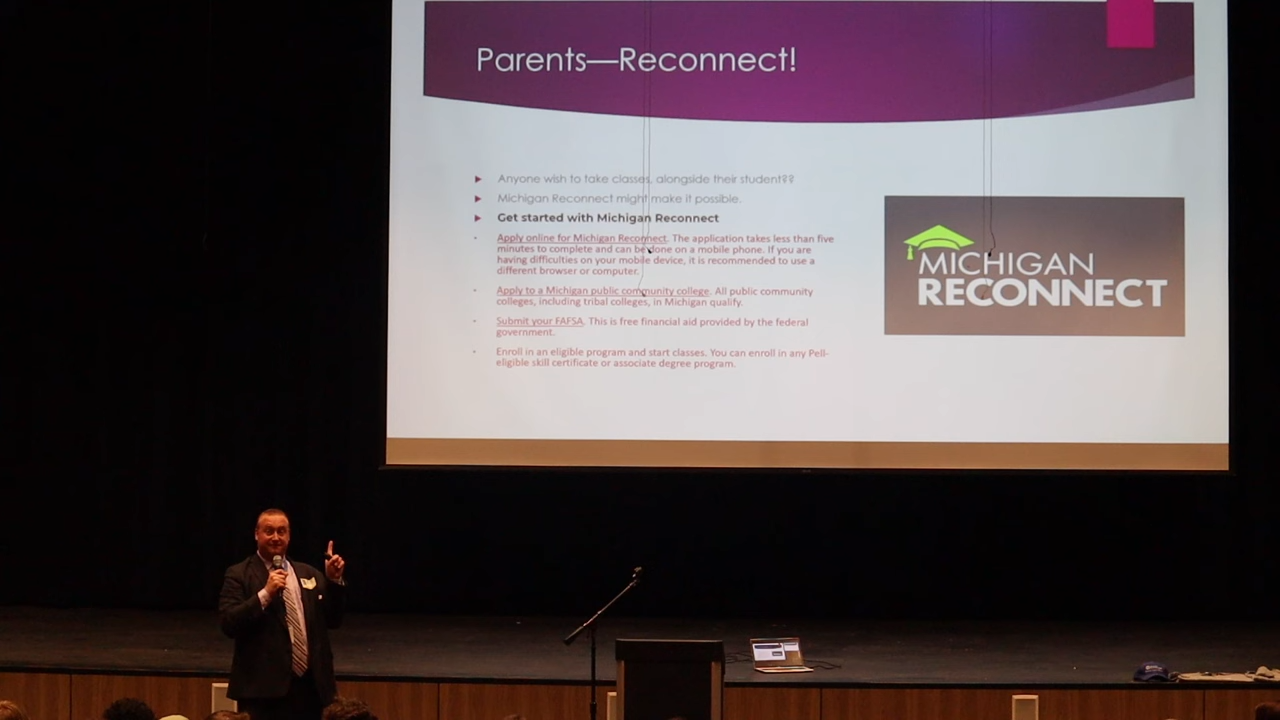 Parents—Reconnect!
Anyone wish to take classes, alongside their student??
Michigan Reconnect might make it possible.
Get started with Michigan Reconnect
Apply online for Michigan Reconnect. The application takes less than five
minutes to complete and can be done on a mobile phone. If you are
having difficulties on your mobile device, it is recommended to use a
different browser or computer.
Apply to a Michigan public community college. All public community
colleges, including tribal colleges, in Michigan qualify.
Submit your FAFSA. This is free financial aid provided by the federal
government.
Enroll in an eligible program and start classes. You can enroll in any Pell-
eligible skill certificate or associate degree program.
MICHIGAN
RECONNECT